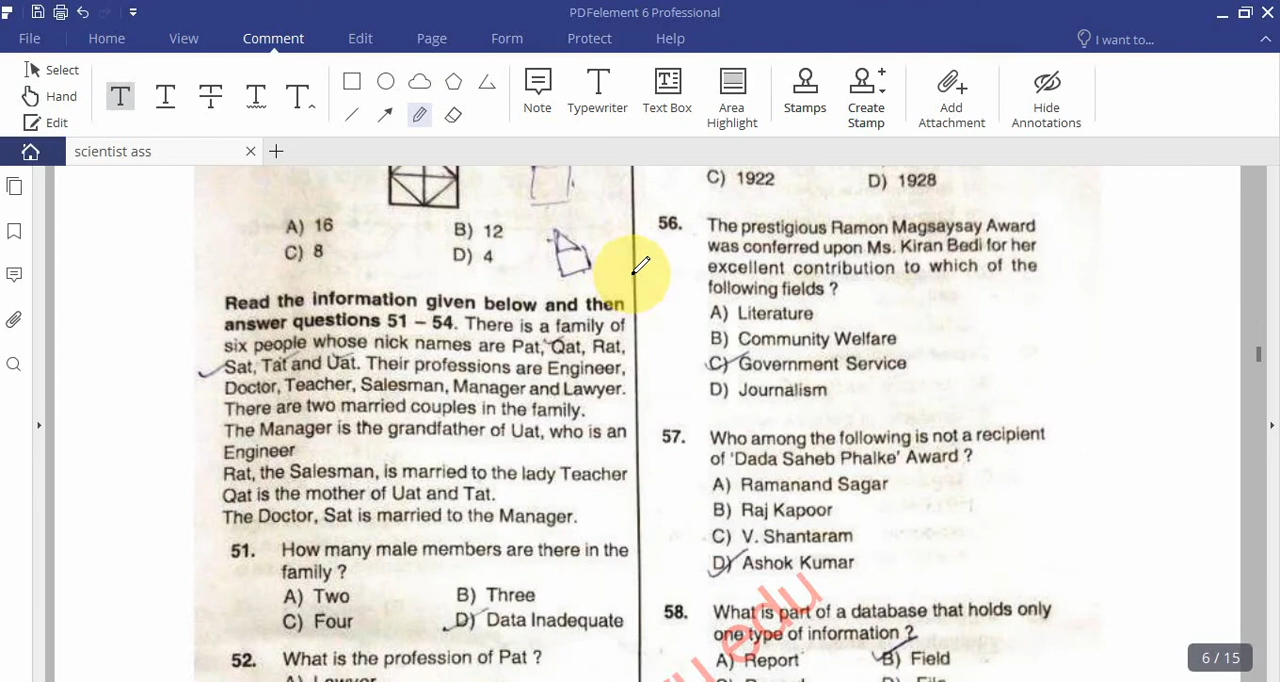 PDFelement 6 Professional
File Home View Comment Edit Page Form Protect Help I want to...
Select
Hand
Edit
Note Typewriter Text Box Area Highlight Stamps Create Stamp Add Attachment Hide Annotations
scientist ass
A) 16 B) 12
C) 8 D) 4
Read the information given below and then
answer questions 51 – 54. There is a family of
six people whose nick names are Pat, Qat, Rat,
Sat, Tat and Uat. Their professions are Engineer,
Doctor, Teacher, Salesman, Manager and Lawyer.
There are two married couples in the family.
The Manager is the grandfather of Uat, who is an
Engineer
Rat, the Salesman, is married to the lady Teacher
Qat is the mother of Uat and Tat.
The Doctor, Sat is married to the Manager.
51. How many male members are there in the
family ?
A) Two B) Three
C) Four D) Data Inadequate
52. What is the profession of Pat ?
A) Lawyer
C) 1922 D) 1928
56. The prestigious Ramon Magsaysay Award
was conferred upon Ms. Kiran Bedi for her
excellent contribution to which of the
following fields ?
A) Literature
B) Community Welfare
C) Government Service
D) Journalism
57. Who among the following is not a recipient
of 'Dada Saheb Phalke' Award ?
A) Ramanand Sagar
B) Raj Kapoor
C) V. Shantaram
D) Ashok Kumar
58. What is part of a database that holds only
one type of information ?
A) Report B) Field
edu
6 / 15